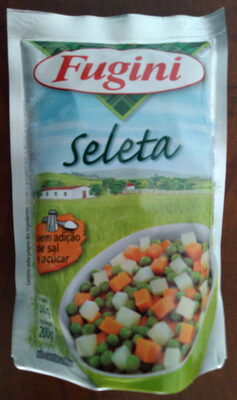 Fugini
Seleta
sem adição
de sal
e açúcar
200g